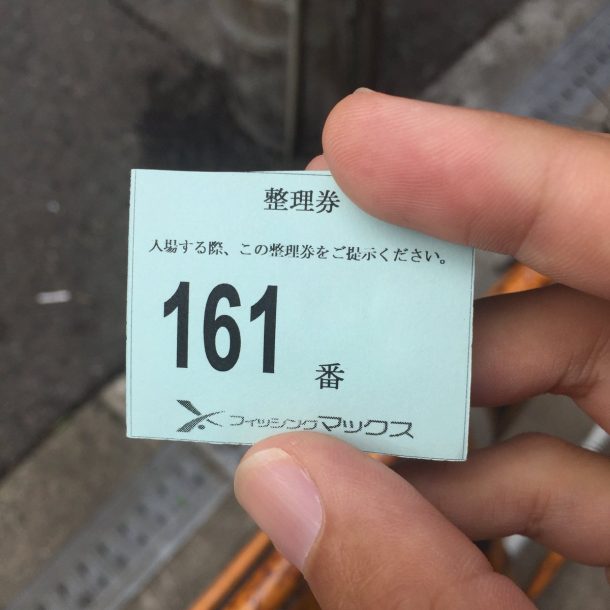 整理券
入場する際、この整理券をご提示ください。
161 番
フィッシングマックス